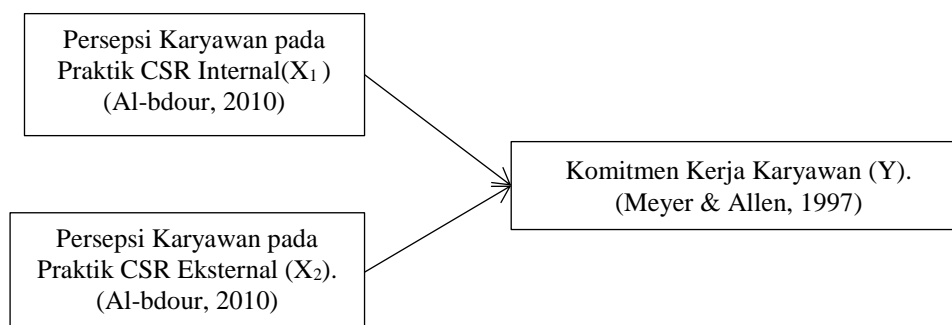 Persepsi Karyawan pada
Praktik CSR Internal(X₁ )
(Al-bdour, 2010)
Komitmen Kerja Karyawan (Y).
(Meyer & Allen, 1997)
Persepsi Karyawan pada
Praktik CSR Eksternal (X₂).
(Al-bdour, 2010)